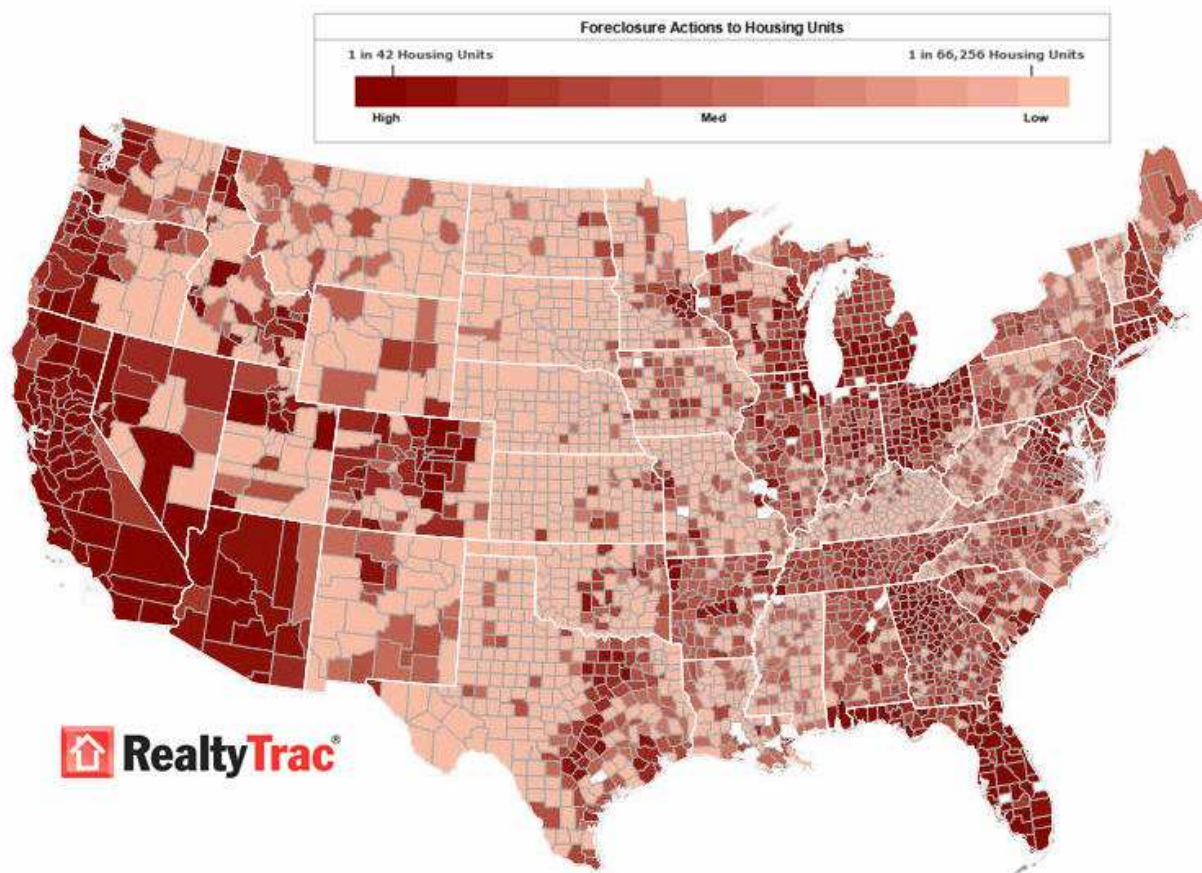 Foreclosure Actions to Housing Units
1 in 42 Housing Units 1 in 66,256 Housing Units
High Med Low
RealtyTrac®